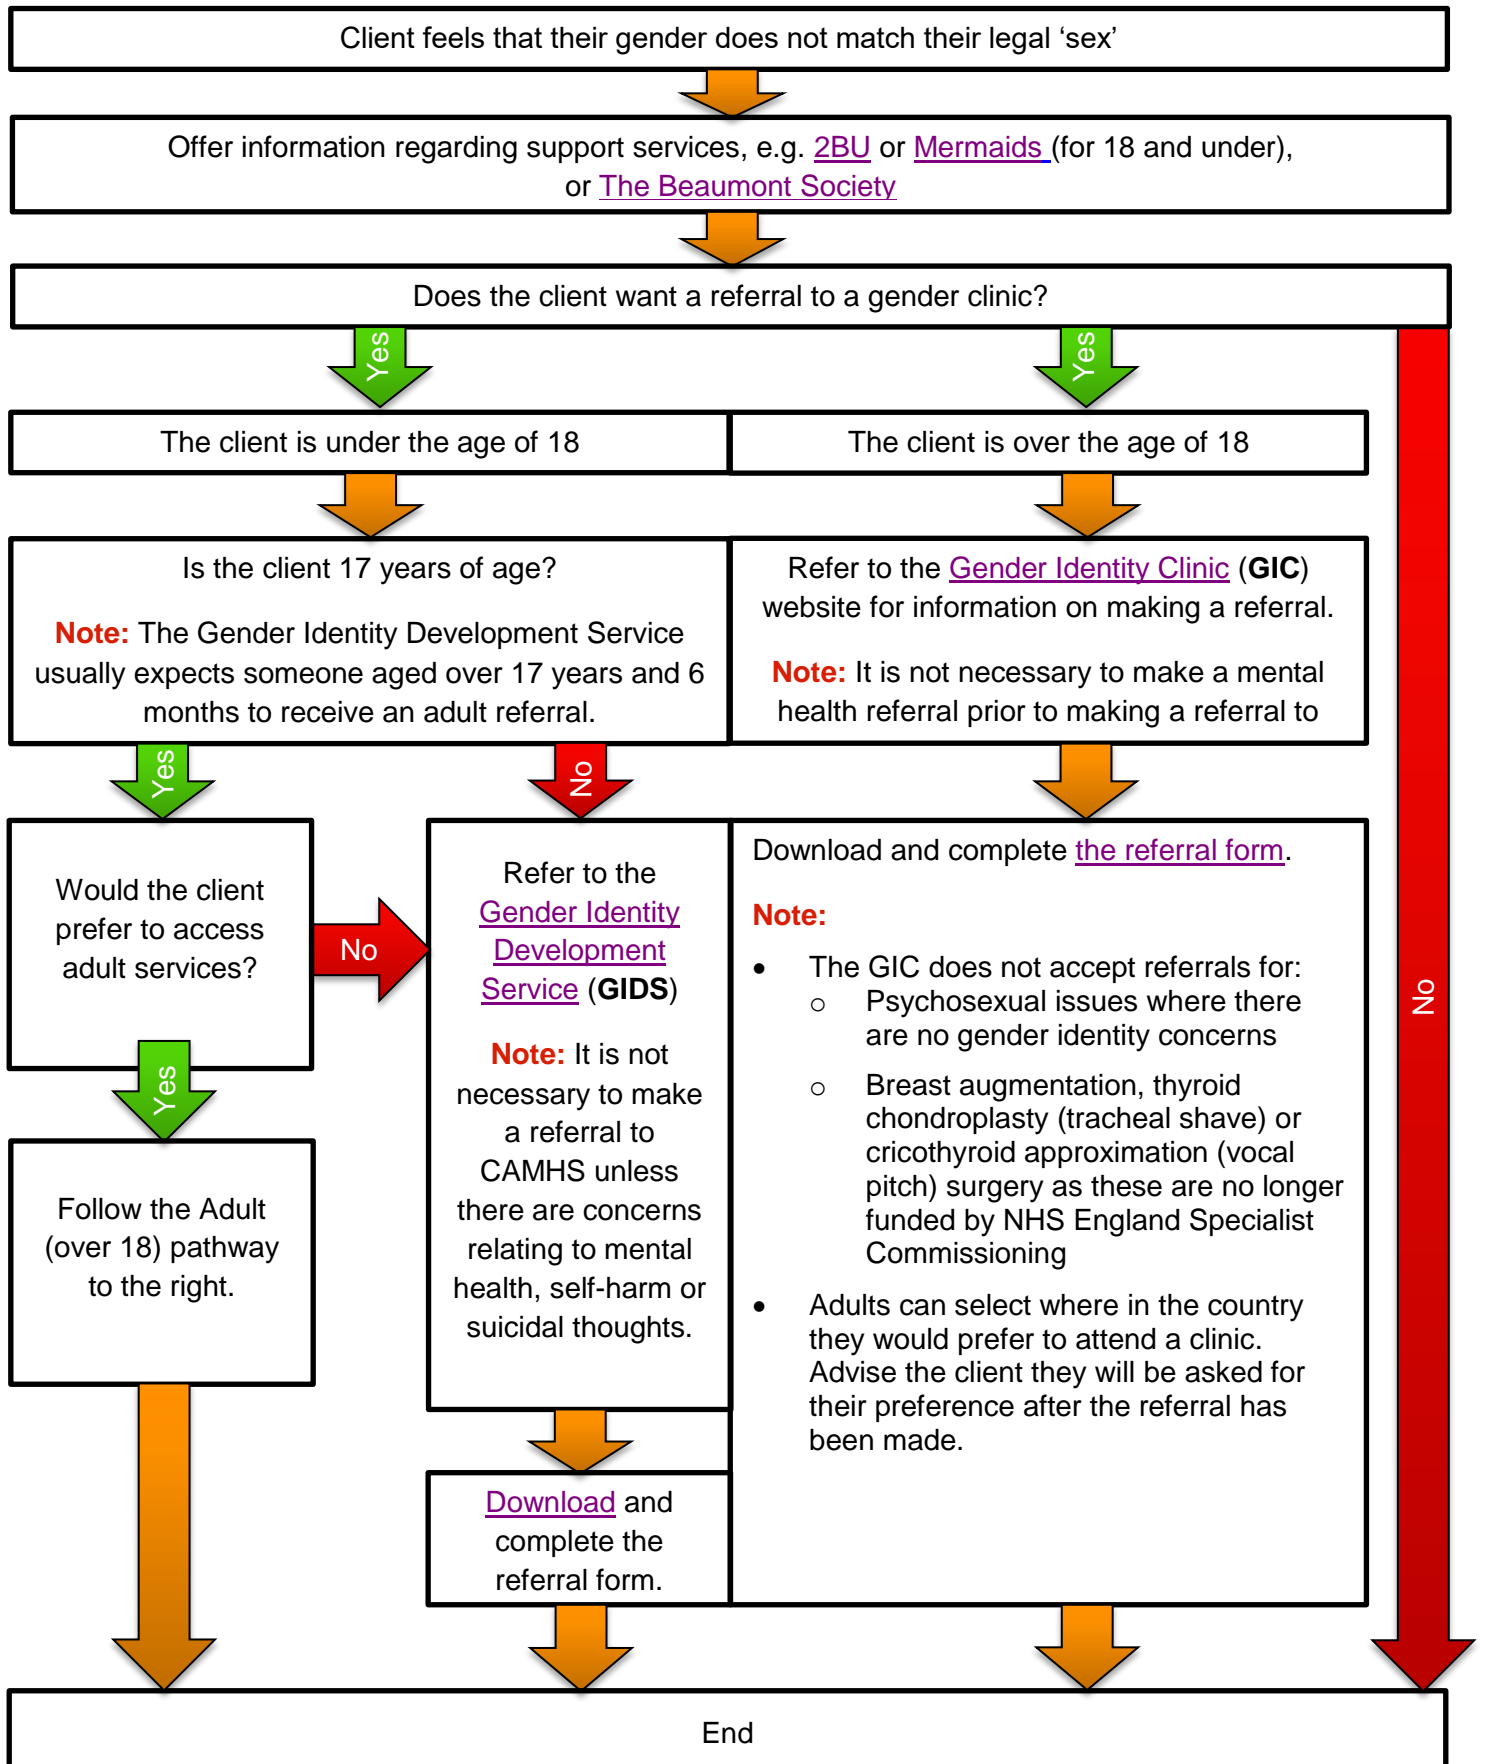 Client feels that their gender does not match their legal ‘sex’
Offer information regarding support services, e.g. 2BU or Mermaids (for 18 and under),
or The Beaumont Society
Does the client want a referral to a gender clinic?
Yes
Yes
No
The client is under the age of 18
The client is over the age of 18
Is the client 17 years of age?
Note: The Gender Identity Development Service
usually expects someone aged over 17 years and 6
months to receive an adult referral.
Refer to the Gender Identity Clinic (GIC)
website for information on making a referral.
Note: It is not necessary to make a mental
health referral prior to making a referral to
Yes
No
Would the client
prefer to access
adult services?
No
Yes
Follow the Adult
(over 18) pathway
to the right.
Refer to the
Gender Identity
Development
Service (GIDS)
Note: It is not
necessary to make
a referral to
CAMHS unless
there are concerns
relating to mental
health, self-harm or
suicidal thoughts.
Download and
complete the
referral form.
Download and complete the referral form.
Note:
• The GIC does not accept referrals for:
o Psychosexual issues where there
are no gender identity concerns
o Breast augmentation, thyroid
chondroplasty (tracheal shave) or
cricothyroid approximation (vocal
pitch) surgery as these are no longer
funded by NHS England Specialist
Commissioning
• Adults can select where in the country
they would prefer to attend a clinic.
Advise the client they will be asked for
their preference after the referral has
been made.
End